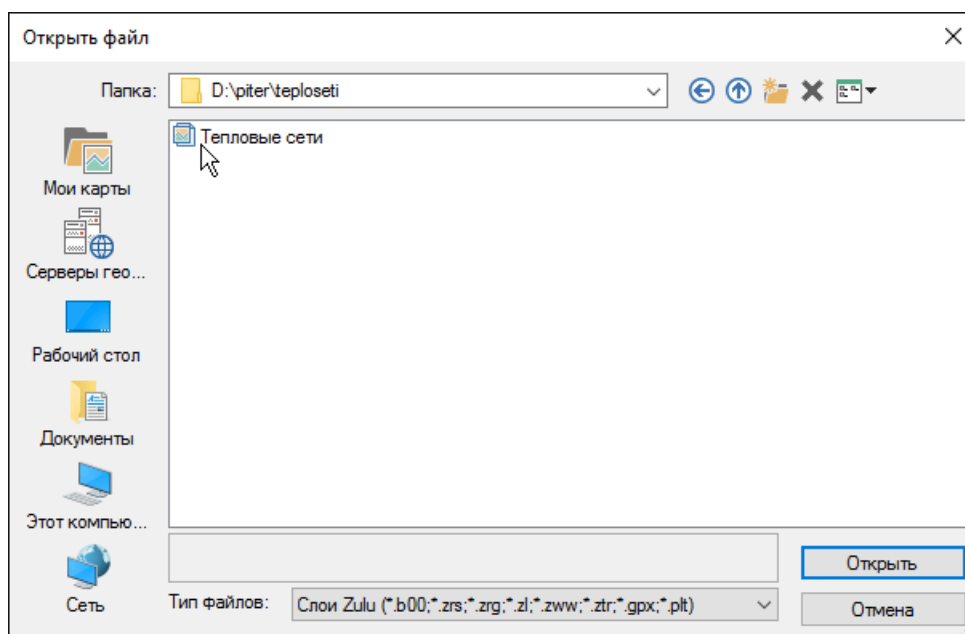 Открыть файл
Папка: D:\piter\teploseti
Тепловые сети
Мои карты
Серверы гео...
Рабочий стол
Документы
Этот компью...
Сеть
Открыть
Тип файлов: Слои Zulu (*.b00;*.zrs;*.zrg;*.zl;*.zww;*.ztr;*.gpx;*.plt)
Отмена